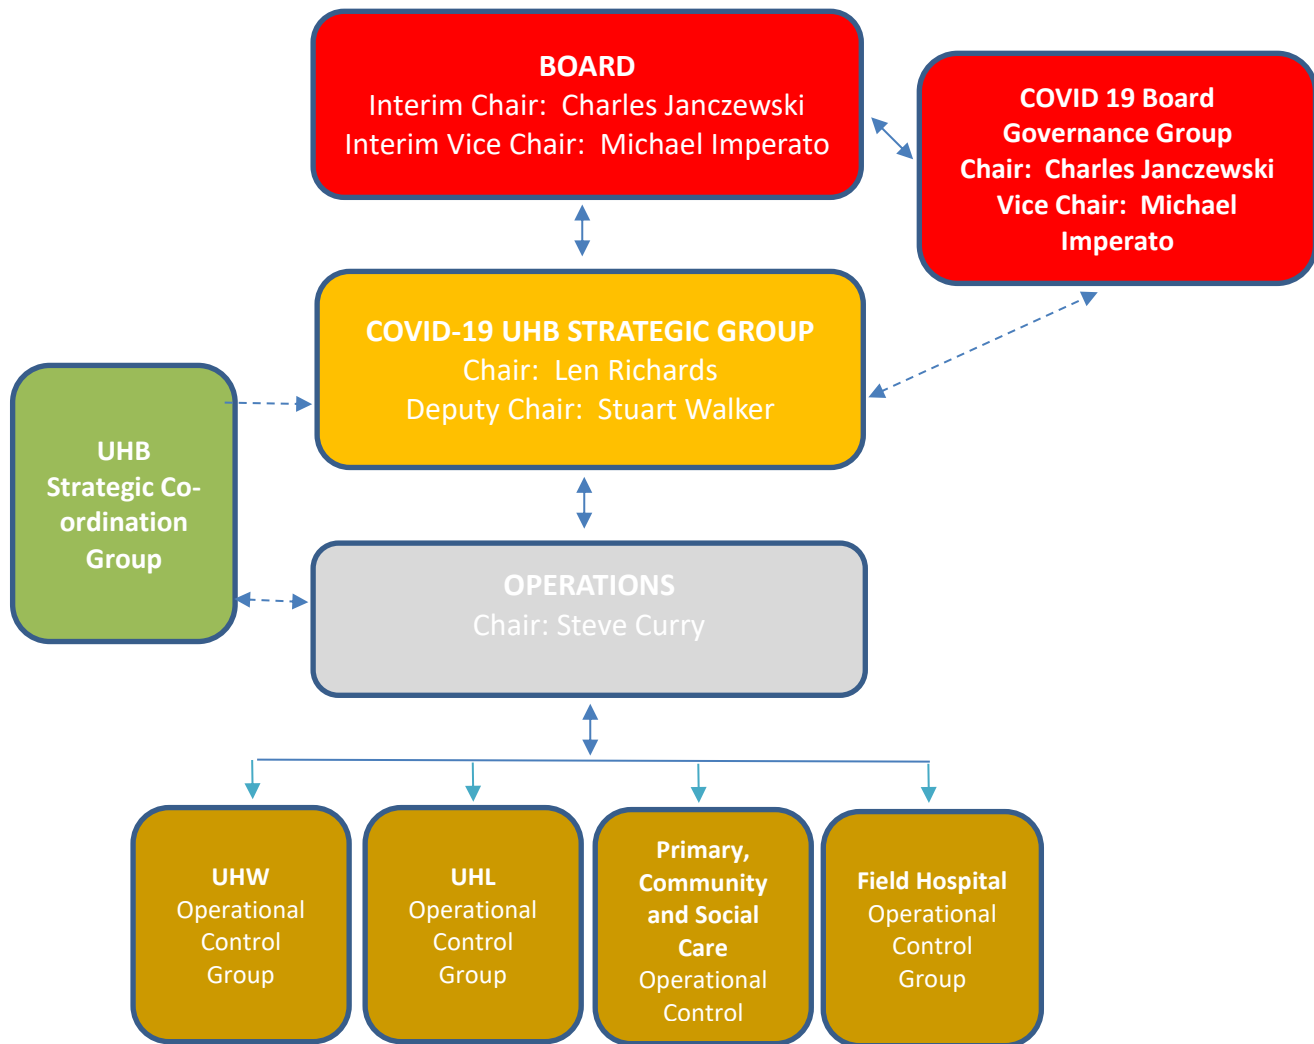 BOARD
Interim Chair:  Charles Janczewski
Interim Vice Chair:  Michael Imperato
COVID 19 Board
Governance Group
Chair:  Charles Janczewski
Vice Chair:  Michael
Imperato
COVID-19 UHB STRATEGIC GROUP
Chair:  Len Richards
Deputy Chair:  Stuart Walker
UHB
Strategic Co-
ordination
Group
OPERATIONS
Chair: Steve Curry
UHW
Operational
Control
Group
UHL
Operational
Control
Group
Primary,
Community
and Social
Care
Operational
Control
Field Hospital
Operational
Control
Group